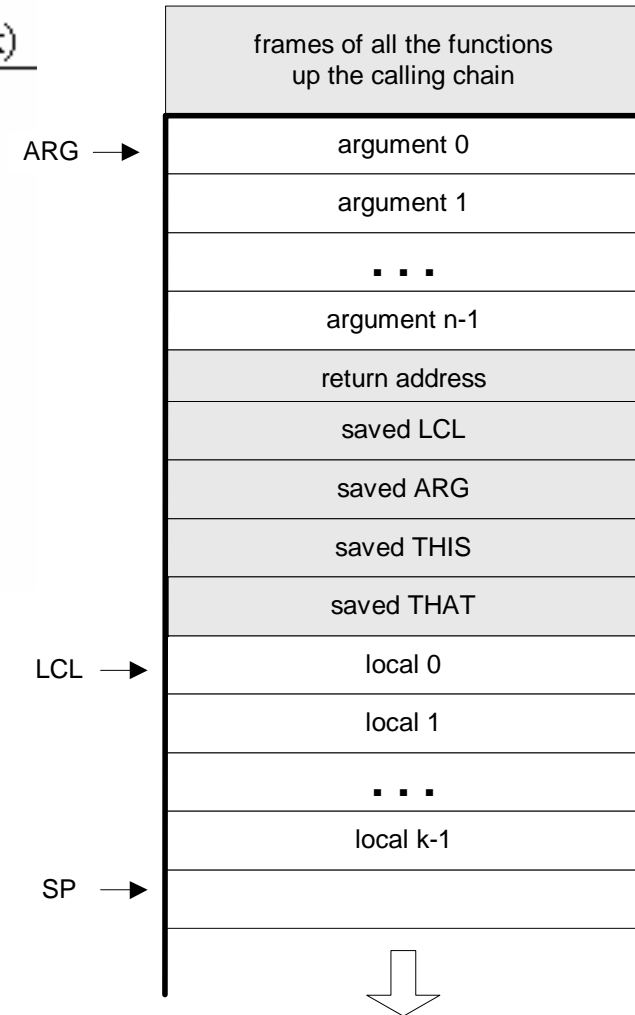 )
frames of all the functions
up the calling chain
ARG
argument 0
argument 1
. . .
argument n-1
return address
saved LCL
saved ARG
saved THIS
saved THAT
LCL
local 0
local 1
. . .
local k-1
SP